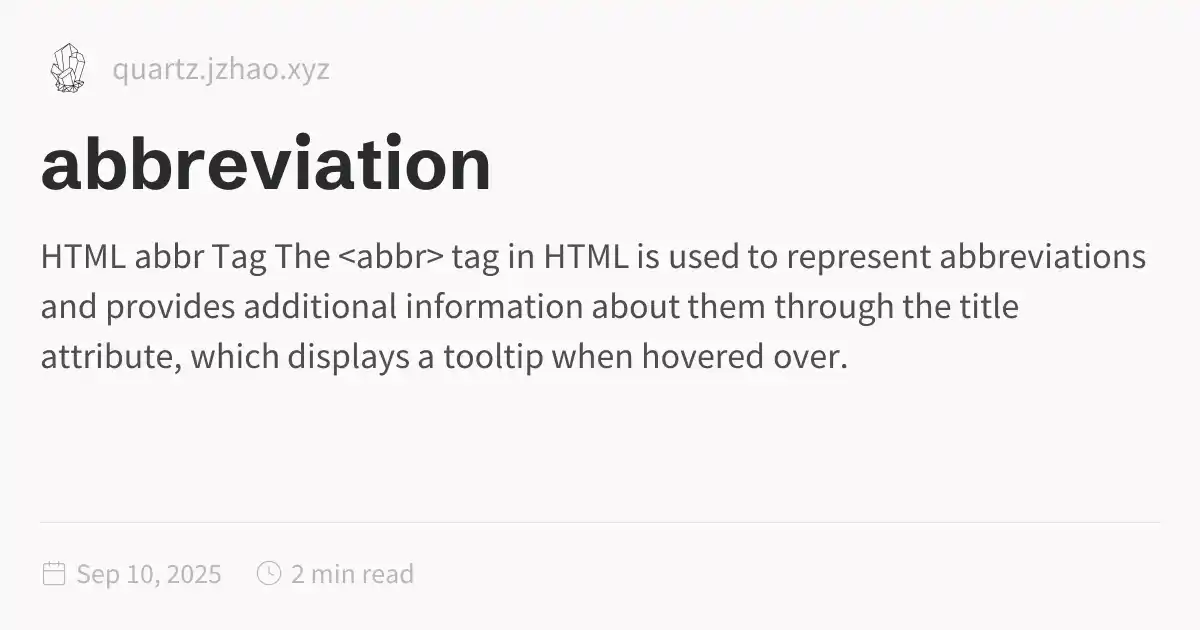 quartz.jzhao.xyz
abbreviation
HTML abbr Tag The <abbr> tag in HTML is used to represent abbreviations
and provides additional information about them through the title
attribute, which displays a tooltip when hovered over.
Sep 10, 2025 2 min read